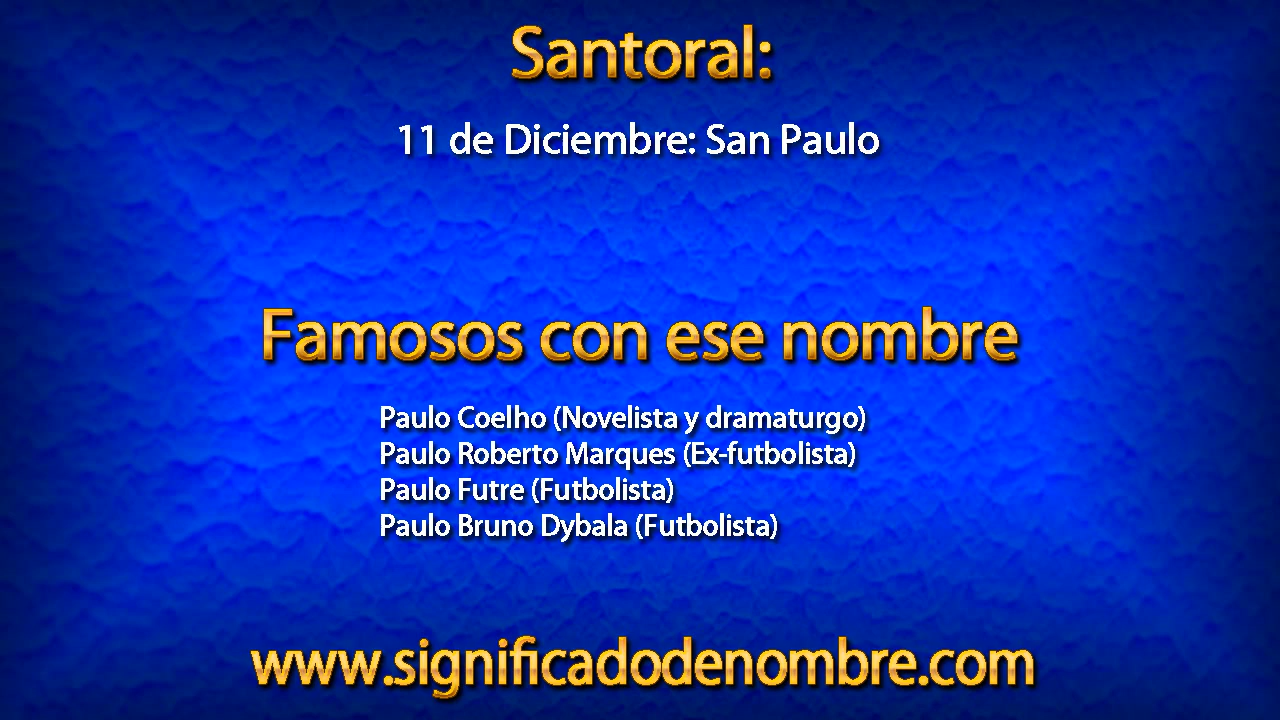 Santoral:
11 de Diciembre: San Paulo
Famosos con ese nombre
Paulo Coelho (Novelista y dramaturgo)
Paulo Roberto Marques (Ex-futbolista)
Paulo Futre (Futbolista)
Paulo Bruno Dybala (Futbolista)
www.significadodenombre.com